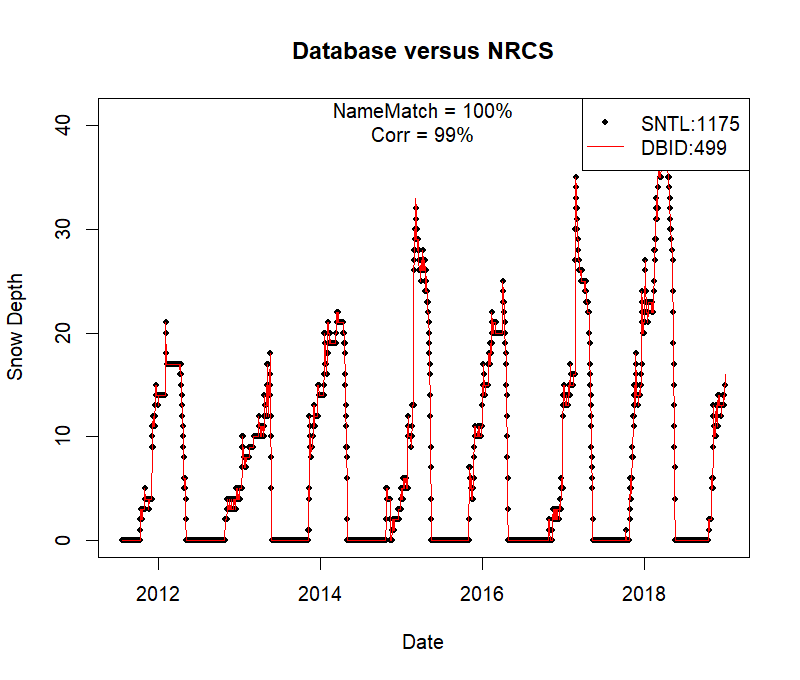 Database versus NRCS
NameMatch = 100%
Corr = 99%
SNTL:1175
DBID:499
Snow Depth
40
30
20
10
0
2012 2014 2016 2018
Date